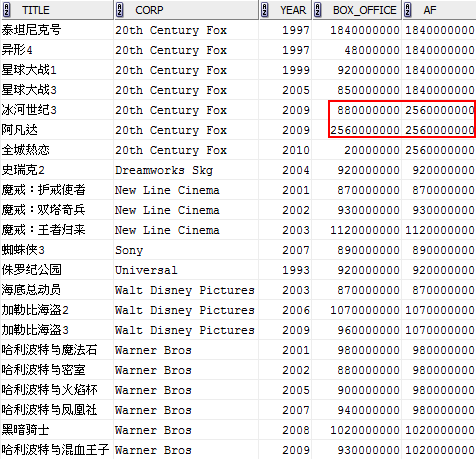 TITLE CORP YEAR BOX_OFFICE AF
泰坦尼克号 20th Century Fox 1997 1840000000 1840000000
异形4 20th Century Fox 1997 48000000 1840000000
星球大战1 20th Century Fox 1999 920000000 1840000000
星球大战3 20th Century Fox 2005 850000000 1840000000
冰河世纪3 20th Century Fox 2009 880000000 2560000000
阿凡达 20th Century Fox 2009 2560000000 2560000000
全城热恋 20th Century Fox 2010 20000000 2560000000
史瑞克2 Dreamworks Skg 2004 920000000 920000000
魔戒：护戒使者 New Line Cinema 2001 870000000 870000000
魔戒：双塔奇兵 New Line Cinema 2002 930000000 930000000
魔戒：王者归来 New Line Cinema 2003 1120000000 1120000000
蜘蛛侠3 Sony 2007 890000000 890000000
侏罗纪公园 Universal 1993 920000000 920000000
海底总动员 Walt Disney Pictures 2003 870000000 870000000
加勒比海盗2 Walt Disney Pictures 2006 1070000000 1070000000
加勒比海盗3 Walt Disney Pictures 2009 960000000 1070000000
哈利波特与魔法石 Warner Bros 2001 980000000 980000000
哈利波特与密室 Warner Bros 2002 880000000 980000000
哈利波特与火焰杯 Warner Bros 2005 900000000 980000000
哈利波特与凤凰社 Warner Bros 2007 940000000 980000000
黑暗骑士 Warner Bros 2008 1020000000 1020000000
哈利波特与混血王子 Warner Bros 2009 930000000 1020000000